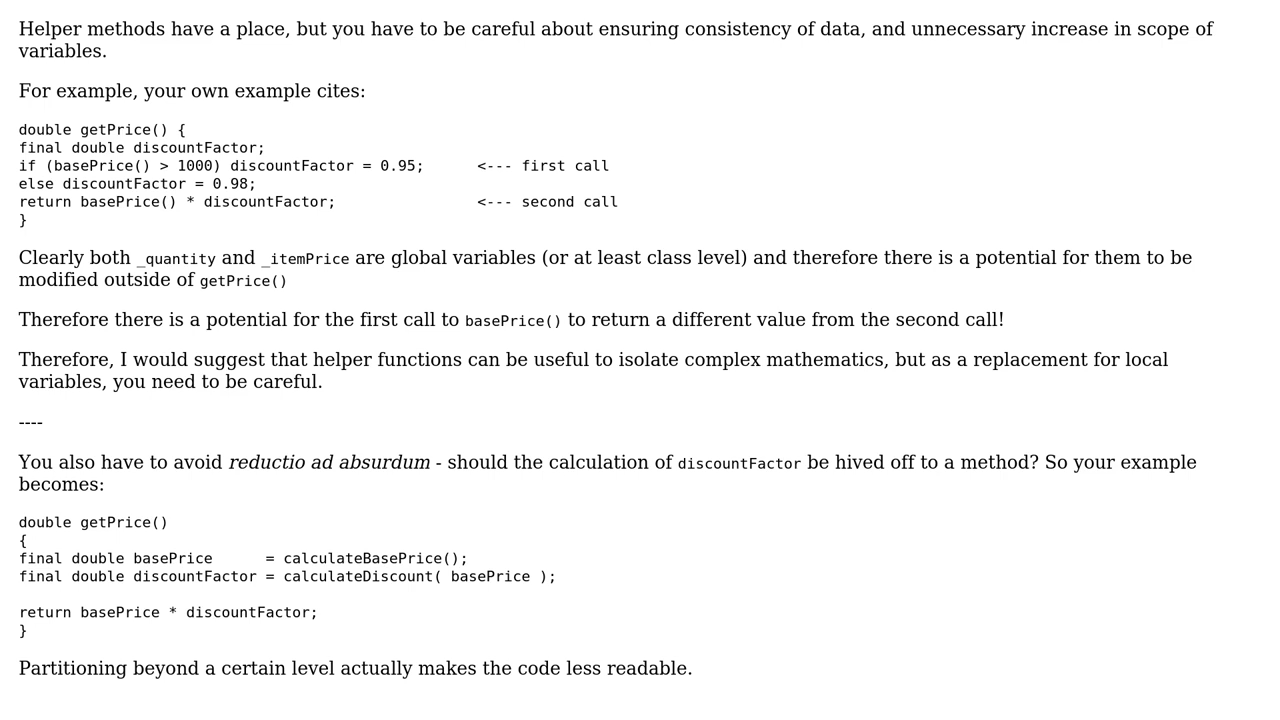 Helper methods have a place, but you have to be careful about ensuring consistency of data, and unnecessary increase in scope of
variables.
For example, your own example cites:
double getPrice() {
final double discountFactor;
if (basePrice() > 1000) discountFactor = 0.95;      <--- first call
else discountFactor = 0.98;
return basePrice() * discountFactor;                <--- second call
}
Clearly both _quantity and _itemPrice are global variables (or at least class level) and therefore there is a potential for them to be
modified outside of getPrice()
Therefore there is a potential for the first call to basePrice() to return a different value from the second call!
Therefore, I would suggest that helper functions can be useful to isolate complex mathematics, but as a replacement for local
variables, you need to be careful.
----
You also have to avoid reductio ad absurdum - should the calculation of discountFactor be hived off to a method? So your example
becomes:
double getPrice()
{
final double basePrice      = calculateBasePrice();
final double discountFactor = calculateDiscount( basePrice );
return basePrice * discountFactor;
}
Partitioning beyond a certain level actually makes the code less readable.